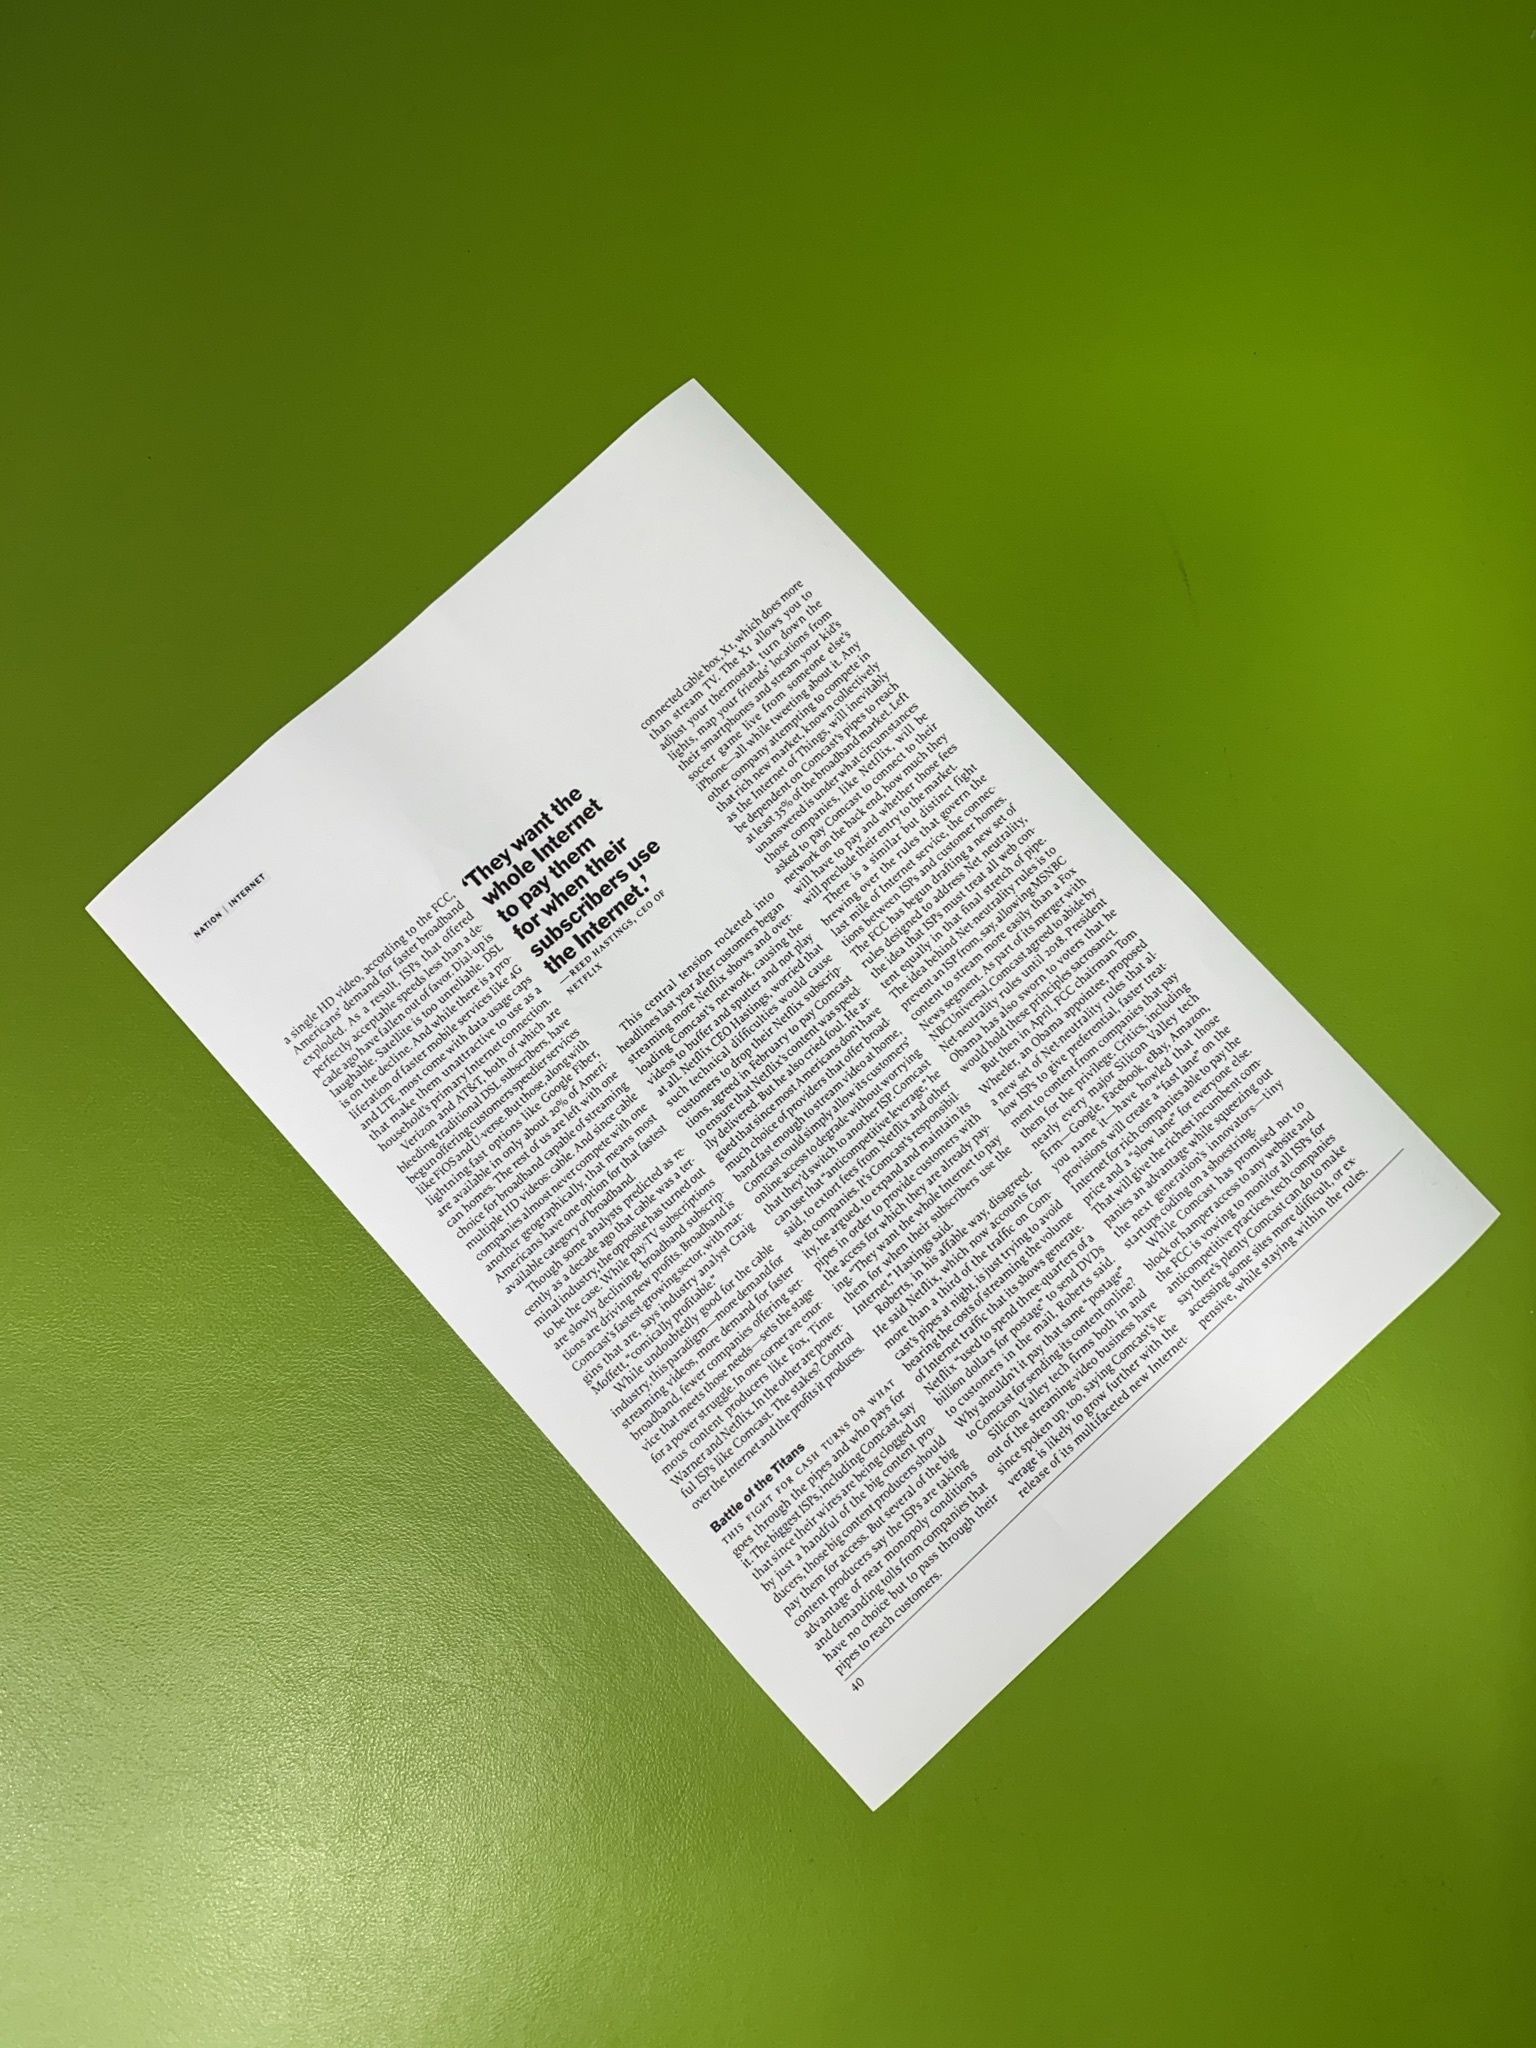 NATION | INTERNET
a single HD video, according to the FCC,
Americans' demand for faster broadband
exploded. As a result, ISPs that offered
perfectly acceptable speeds less than a de-
cade ago have fallen out of favor. Dial-up is
laughable. Satellite is too unreliable. DSL
is on the decline. And while there is a pro-
liferation of faster mobile services like 4G
and LTE, most come with data usage caps
that make them unattractive to use as a
household's primary Internet connection.
Verizon and AT&T, both of which are
bleeding traditional DSL subscribers, have
begun offering customers speedier services
like FiOS and U-verse. But those, along with
lightning-fast options like Google Fiber,
are available in only about 20% of Ameri-
can homes. The rest of us are left with one
choice for broadband capable of streaming
multiple HD videos: cable. And since cable
companies almost never compete with one
another geographically, that means most
Americans have one option for that fastest
available category of broadband.
Though some analysts predicted as re-
cently as a decade ago that cable was a ter-
minal industry, the opposite has turned out
to be the case. While pay-TV subscriptions
are slowly declining, broadband subscrip-
tions are driving new profits. Broadband is
Comcast's fastest-growing sector, with mar-
gins that are, says industry analyst Craig
Moffett, "comically profitable."
While undoubtedly good for the cable
industry, this paradigm—more demand for
streaming videos, more demand for faster
broadband, fewer companies offering ser-
vice that meets those needs—sets the stage
for a power struggle. In one corner are enor-
mous content producers like Fox, Time
Warner and Netflix. In the other are power-
ful ISPs like Comcast. The stakes? Control
over the Internet and the profits it produces.
Battle of the Titans
THIS FIGHT FOR CASH TURNS ON WHAT
goes through the pipes and who pays for
it. The biggest ISPs, including Comcast, say
that since their wires are being clogged up
by just a handful of the big content pro-
ducers, those big content producers should
pay them for access. But several of the big
content producers say the ISPs are taking
advantage of near monopoly conditions
and demanding tolls from companies that
have no choice but to pass through their
pipes to reach customers.
'They want the
whole Internet
to pay them
for when their
subscribers use
the Internet.'
—REED HASTINGS, CEO OF
NETFLIX
This central tension rocketed into
headlines last year after customers began
streaming more Netflix shows and over-
loading Comcast's network, causing the
videos to buffer and sputter and not play
at all. Netflix CEO Hastings, worried that
such technical difficulties would cause
customers to drop their Netflix subscrip-
tions, agreed in February to pay Comcast
to ensure that Netflix's content was speed-
ily delivered. But he also cried foul. He ar-
gued that since most Americans don't have
much choice of providers that offer broad-
band fast enough to stream video at home,
Comcast could simply allow its customers'
online access to degrade without worrying
that they'd switch to another ISP. Comcast
can use that "anticompetitive leverage," he
said, to extort fees from Netflix and other
web companies. It's Comcast's responsibil-
ity, he argued, to expand and maintain its
pipes in order to provide customers with
the access for which they are already pay-
ing. "They want the whole Internet to pay
them for when their subscribers use the
Internet," Hastings said.
Roberts, in his affable way, disagreed.
He said Netflix, which now accounts for
more than a third of the traffic on Com-
cast's pipes at night, is just trying to avoid
bearing the costs of streaming the volume
of Internet traffic that its shows generate.
Netflix "used to spend three-quarters of a
billion dollars for postage" to send DVDs
to customers in the mail, Roberts said.
Why shouldn't it pay that same "postage"
to Comcast for sending its content online?
Silicon Valley tech firms both in and
out of the streaming video business have
since spoken up, too, saying Comcast's le-
verage is likely to grow further with the
release of its multifaceted new Internet-
connected cable box, X1, which does more
than stream TV. The X1 allows you to
adjust your thermostat, turn down the
lights, map your friends' locations from
their smartphones and stream your kid's
soccer game live from someone else's
iPhone—all while tweeting about it. Any
other company attempting to compete in
that rich new market, known collectively
as the Internet of Things, will inevitably
be dependent on Comcast's pipes to reach
at least 35% of the broadband market. Left
unanswered is under what circumstances
those companies, like Netflix, will be
asked to pay Comcast to connect to their
network on the back end, how much they
will have to pay and whether those fees
will preclude their entry to the market.
There is a similar but distinct fight
brewing over the rules that govern the
last mile of Internet service, the connec-
tions between ISPs and customer homes.
The FCC has begun drafting a new set of
rules designed to address Net neutrality,
the idea that ISPs must treat all web con-
tent equally in that final stretch of pipe.
The idea behind Net-neutrality rules is to
prevent an ISP from, say, allowing MSNBC
content to stream more easily than a Fox
News segment. As part of its merger with
NBCUniversal, Comcast agreed to abide by
Net-neutrality rules until 2018. President
Obama has also sworn to voters that he
would hold these principles sacrosanct.
But then in April, FCC chairman Tom
Wheeler, an Obama appointee, proposed
a new set of Net-neutrality rules that al-
low ISPs to give preferential, faster treat-
ment to content from companies that pay
them for the privilege. Critics, including
nearly every major Silicon Valley tech
firm—Google, Facebook, eBay, Amazon,
you name it—have howled that those
provisions will create a "fast lane" on the
Internet for rich companies able to pay the
price and a "slow lane" for everyone else.
That will give the richest incumbent com-
panies an advantage while squeezing out
the next generation's innovators—tiny
startups coding on a shoestring.
While Comcast has promised not to
block or hamper access to any website and
the FCC is vowing to monitor all ISPs for
anticompetitive practices, tech companies
say there's plenty Comcast can do to make
accessing some sites more difficult, or ex-
pensive, while staying within the rules.
40